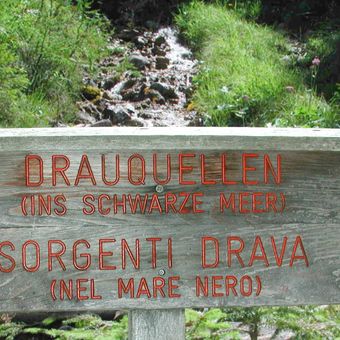 DRAUQUELLEN
(INS SCHWARZE MEER)
SORGENTI DRAVA
(NEL MARE NERO)